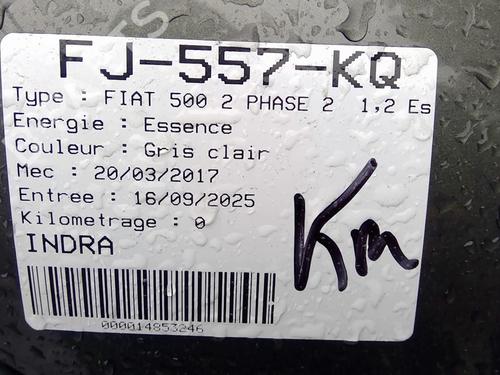 FJ-557-KQ
Type : FIAT 500 2 PHASE 2 1,2 Es
Energie : Essence
Couleur : Gris clair
Mec : 20/03/2017
Entree : 16/09/2025
Kilometrage : 0
INDRA
Km
000014853246